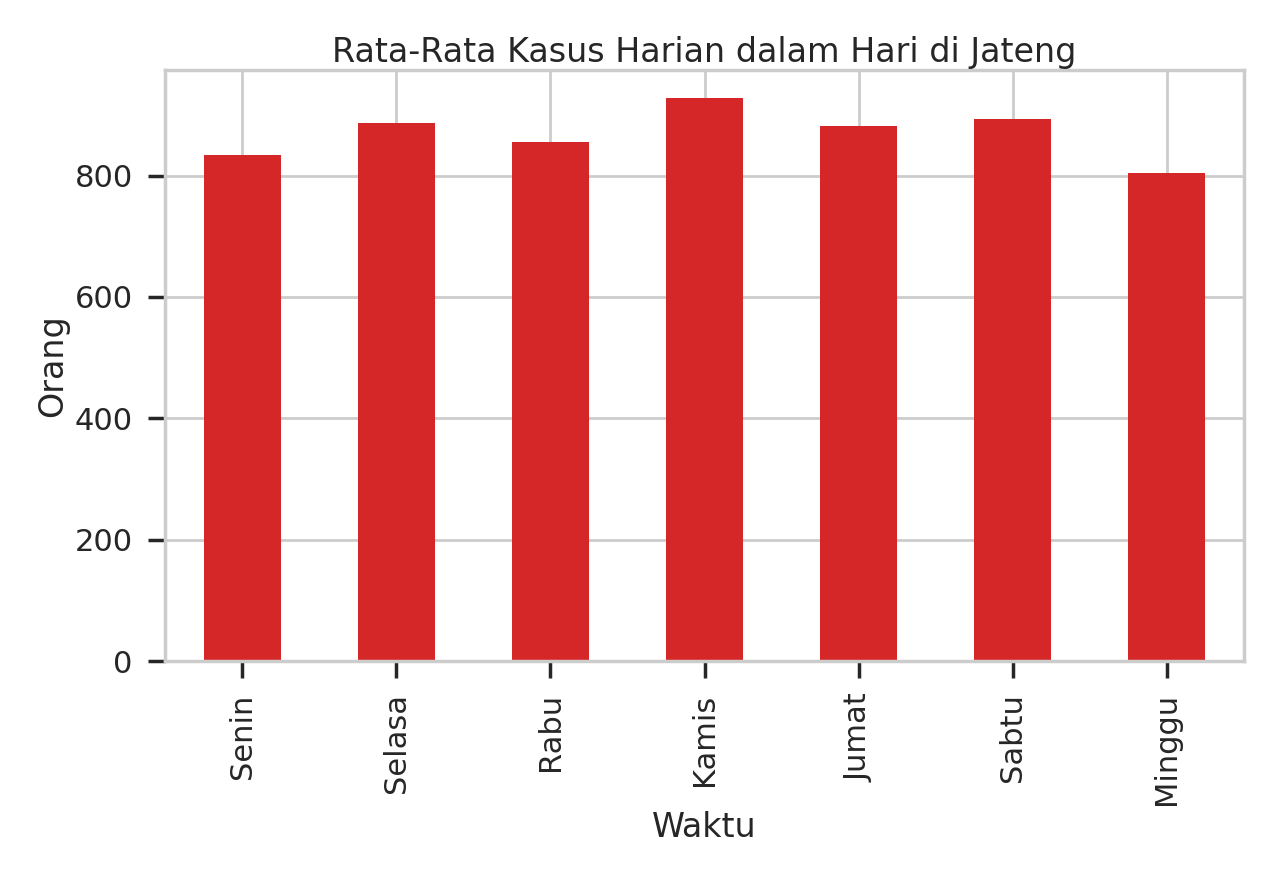 Rata-Rata Kasus Harian dalam Hari di Jateng
Orang
800
600
400
200
0
Senin
Selasa
Rabu
Kamis
Jumat
Sabtu
Minggu
Waktu